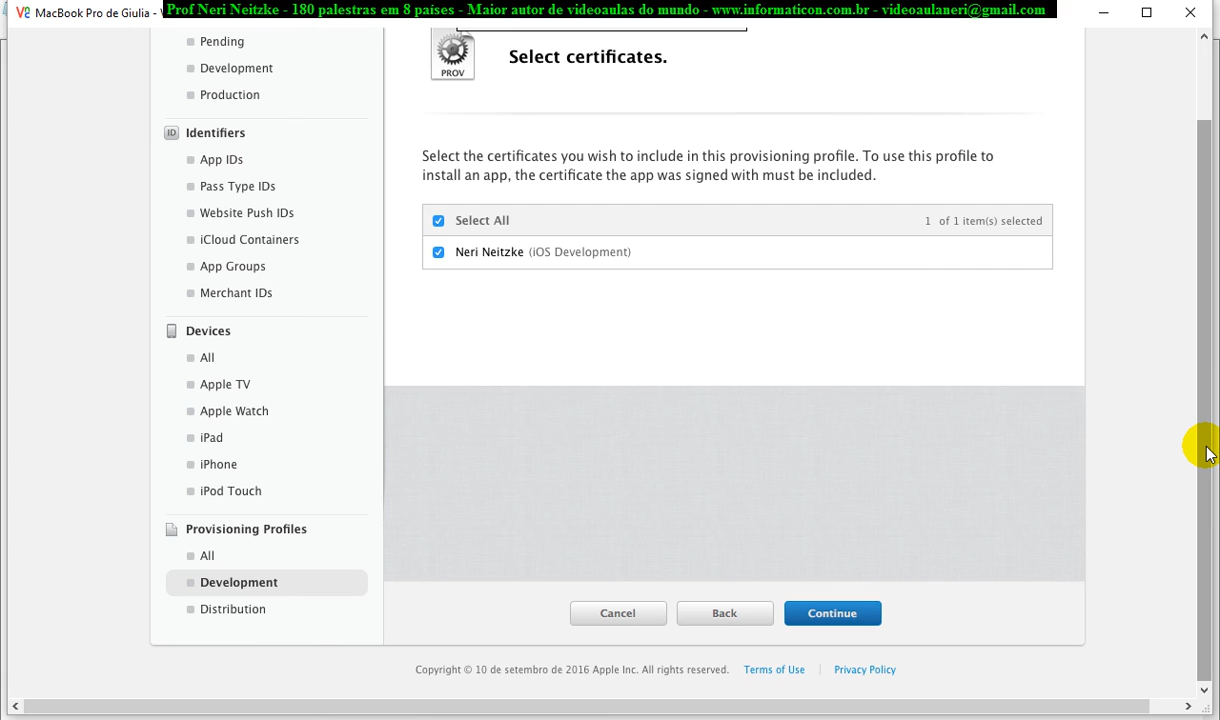 MacBook Pro de Giulia - 
Prof Neri Neitzke - 180 palestras em 8 países - Maior autor de videoaulas do mundo - www.informaticon.com.br - videoaulaneri@gmail.com
Pending
Development
Production
Identifiers
App IDs
Pass Type IDs
Website Push IDs
iCloud Containers
App Groups
Merchant IDs
Devices
All
Apple TV
Apple Watch
iPad
iPhone
iPod Touch
Provisioning Profiles
All
Development
Distribution
PROV
Select certificates.
Select the certificates you wish to include in this provisioning profile. To use this profile to
install an app, the certificate the app was signed with must be included.
Select All 1 of 1 item(s) selected
Neri Neitzke (iOS Development)
Cancel Back Continue
Copyright © 10 de setembro de 2016 Apple Inc. All rights reserved. Terms of Use Privacy Policy